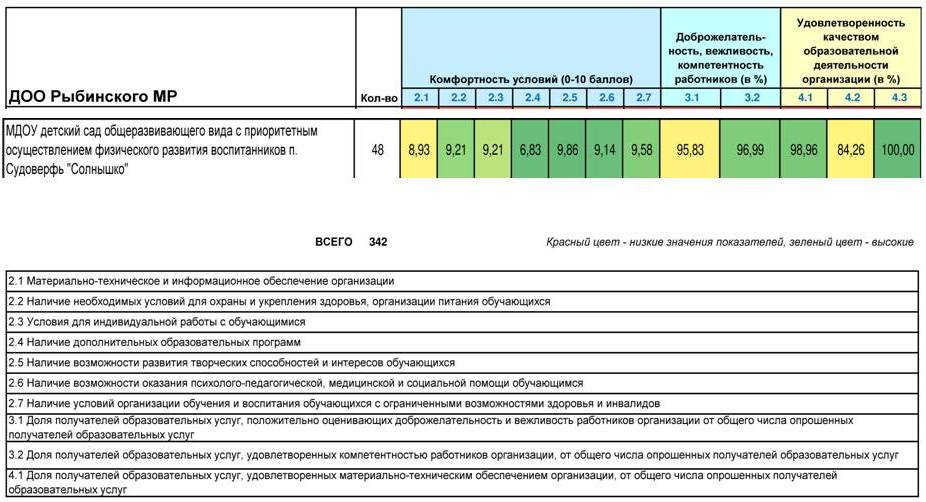 Комфортность условий (0-10 баллов)
Доброжелатель-
ность, вежливость,
компетентность
работников (в %)
Удовлетворенность
качеством
образовательной
деятельности
организации (в %)
ДОО Рыбинского МР Кол-во 2.1 2.2 2.3 2.4 2.5 2.6 2.7 3.1 3.2 4.1 4.2 4.3
МДОУ детский сад общеразвивающего вида с приоритетным
осуществлением физического развития воспитанников п.
Судоверфь "Солнышко"
48 8,93 9,21 9,21 6,83 9,86 9,14 9,58 95,83 96,99 98,96 84,26 100,00
ВСЕГО 342 Красный цвет - низкие значения показателей, зеленый цвет - высокие
2.1 Материально-техническое и информационное обеспечение организации
2.2 Наличие необходимых условий для охраны и укрепления здоровья, организации питания обучающихся
2.3 Условия для индивидуальной работы с обучающимися
2.4 Наличие дополнительных образовательных программ
2.5 Наличие возможности развития творческих способностей и интересов обучающихся
2.6 Наличие возможности оказания психолого-педагогической, медицинской и социальной помощи обучающимся
2.7 Наличие условий организации обучения и воспитания обучающихся с ограниченными возможностями здоровья и инвалидов
3.1 Доля получателей образовательных услуг, положительно оценивающих доброжелательность и вежливость работников организации от общего числа опрошенных
получателей образовательных услуг
3.2 Доля получателей образовательных услуг, удовлетворенных компетентностью работников организации, от общего числа опрошенных получателей образовательных услуг
4.1 Доля получателей образовательных услуг, удовлетворенных материально-техническим обеспечением организации, от общего числа опрошенных получателей
образовательных услуг